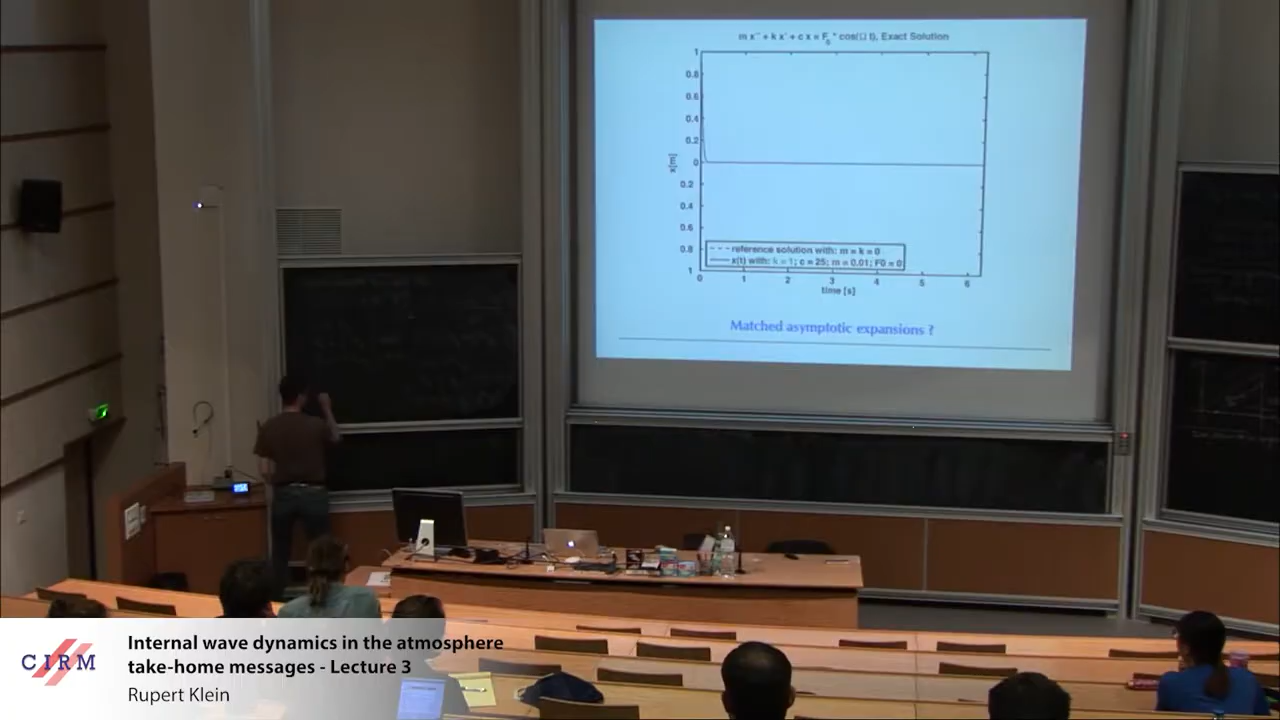 m x'' + k x' + c x = F0 * cos(Ω t), Exact Solution
1
0.8
0.6
0.4
0.2
0
0.2
0.4
0.6
0.8
1
x[m]
reference solution with: m = k = 0
x(t) with: k = 1; c = 25; m = 0.01; F0 = 0
0 1 2 3 4 5 6
time [s]
Matched asymptotic expansions ?
CIRM
Internal wave dynamics in the atmosphere
take-home messages - Lecture 3
Rupert Klein